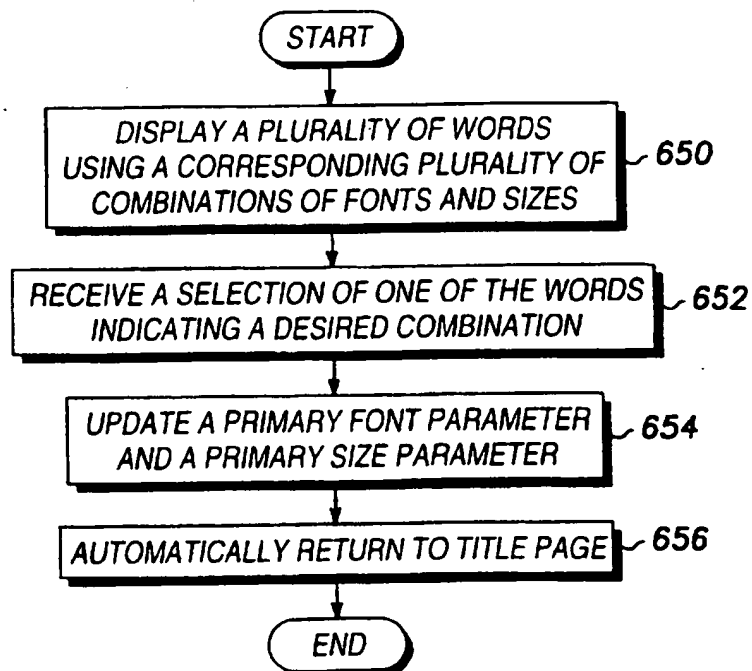 START
DISPLAY A PLURALITY OF WORDS
USING A CORRESPONDING PLURALITY OF
COMBINATIONS OF FONTS AND SIZES
650
RECEIVE A SELECTION OF ONE OF THE WORDS
INDICATING A DESIRED COMBINATION
652
UPDATE A PRIMARY FONT PARAMETER
AND A PRIMARY SIZE PARAMETER
654
AUTOMATICALLY RETURN TO TITLE PAGE
656
END